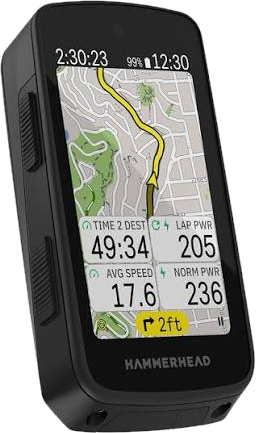 2:30:23 99% 12:30
TIME 2 DEST LAP PWR
49:34 205
AVG SPEED NORM PWR
17.6 236
2ft
HAMMERHEAD